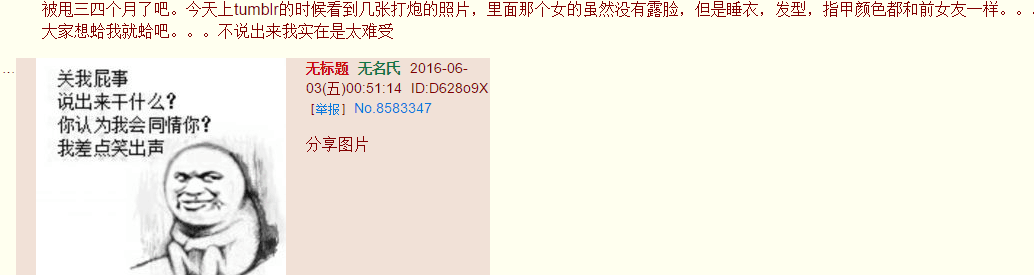 被甩三四个月了吧。今天上tumblr的时候看到几张打炮的照片，里面那个女的虽然没有露脸，但是睡衣，发型，指甲颜色都和前女友一样。。.
大家想蛤我就蛤吧。。。不说出来我实在是太难受
…
关我屁事
说出来干什么？
你认为我会同情你？
我差点笑出声
无标题 无名氏 2016-06-
03(五)00:51:14 ID:D628o9X
[举报] No.8583347
分享图片